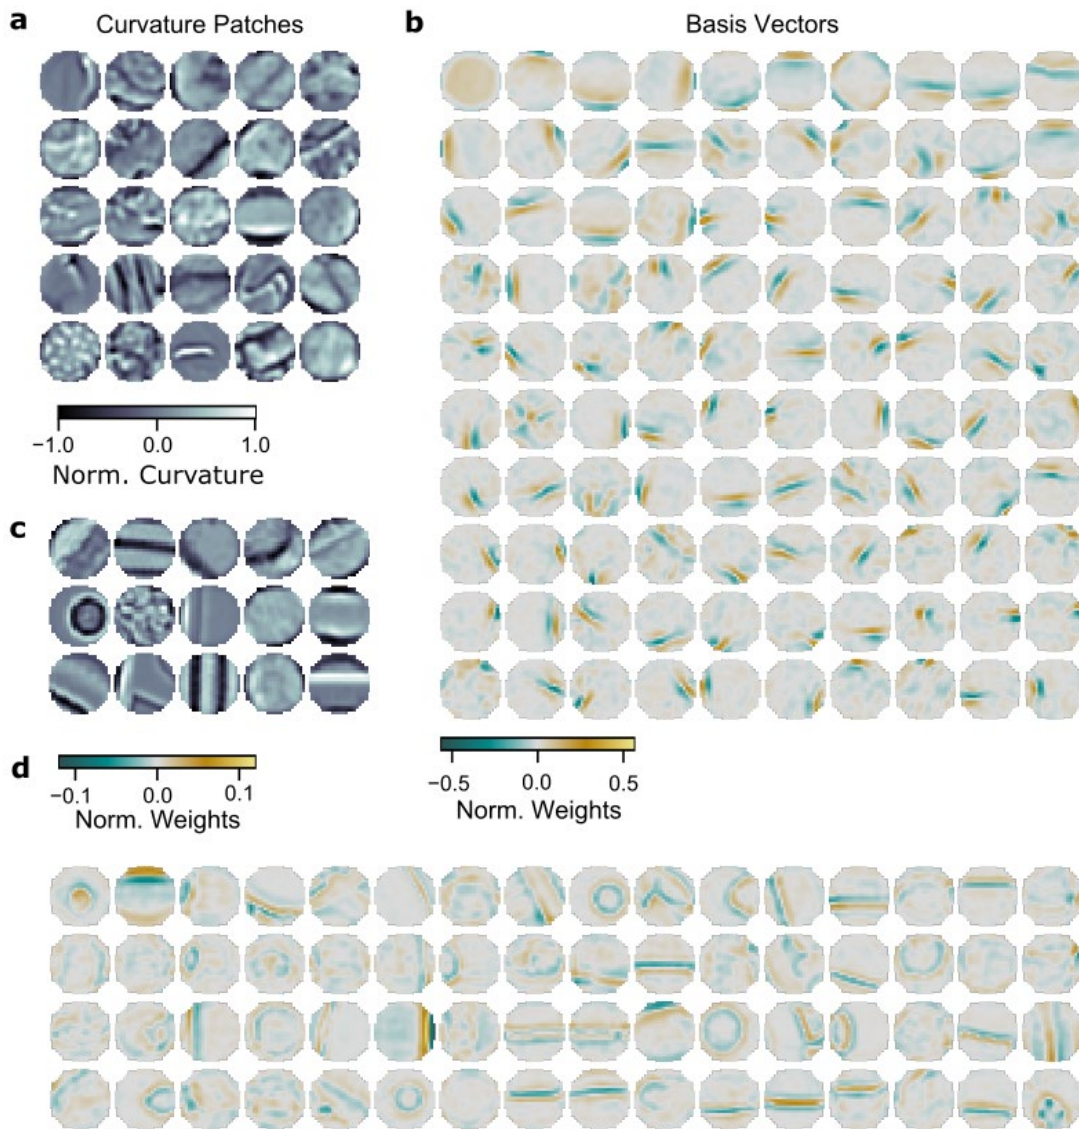 a Curvature Patches
b Basis Vectors
−1.0 0.0 1.0
Norm. Curvature
c
−0.5 0.0 0.5
Norm. Weights
d
−0.1 0.0 0.1
Norm. Weights